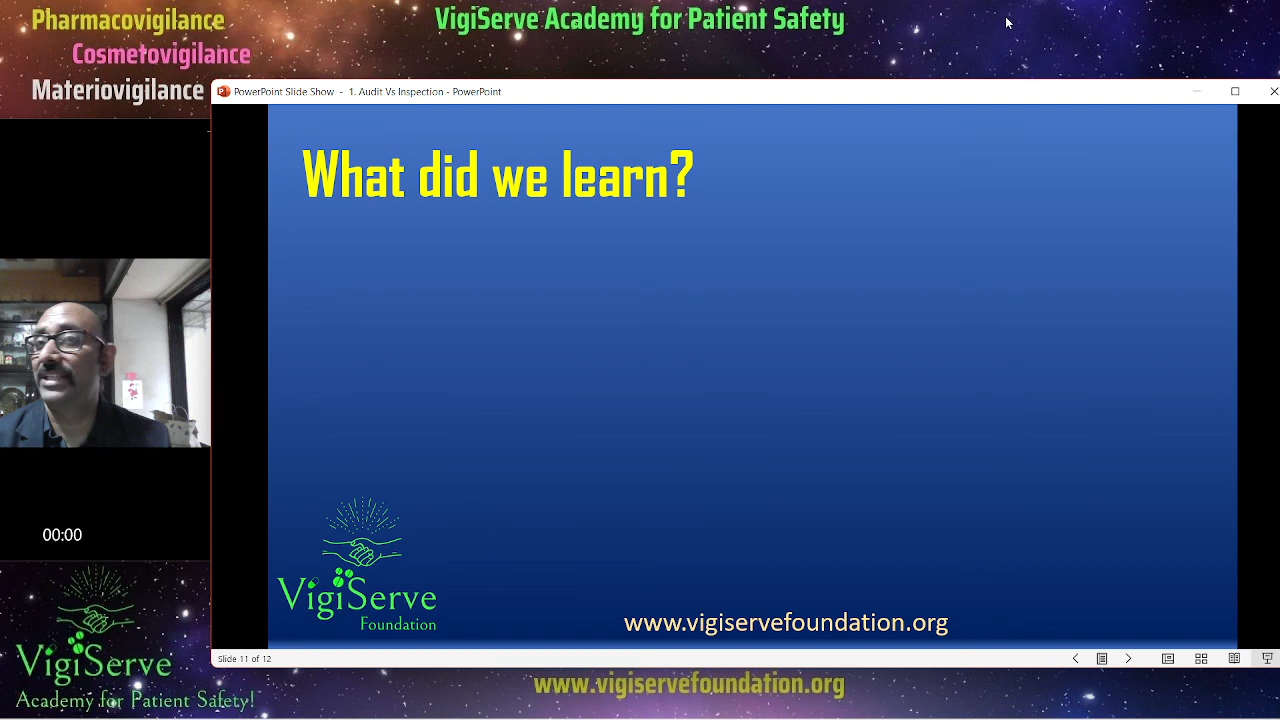 Pharmacovigilance
Cosmetovigilance
Materiovigilance
VigiServe Academy for Patient Safety
PowerPoint Slide Show - 1. Audit Vs Inspection - PowerPoint
What did we learn?
00:00
VigiServe
Foundation
www.vigiservefoundation.org
Slide 11 of 12
VigiServe
Academy for Patient Safety!
www.vigiservefoundation.org